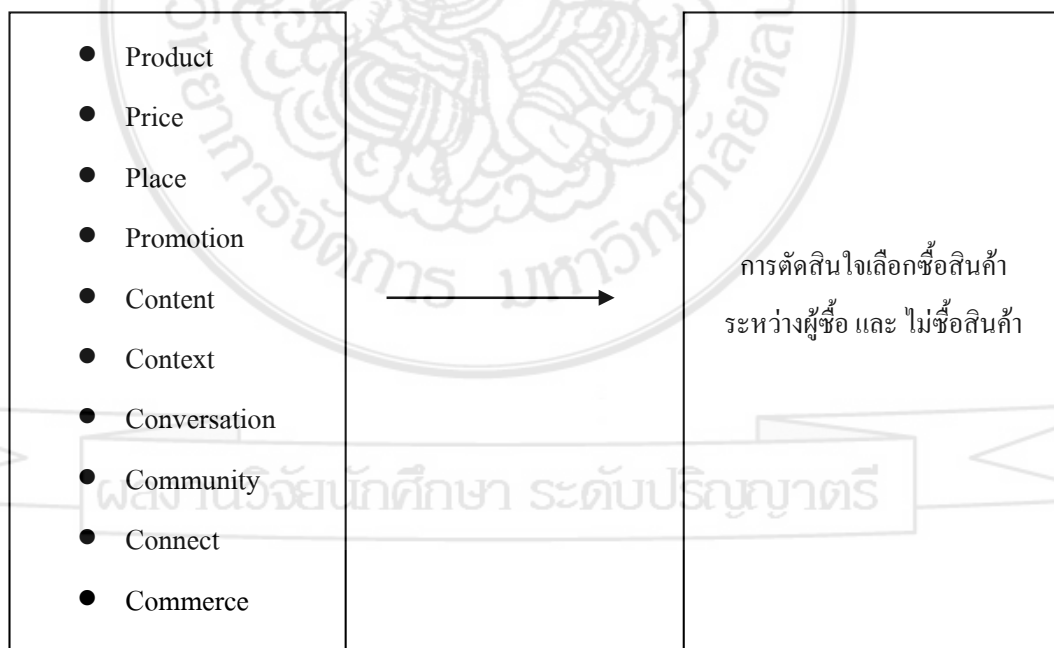 Product
Price
Place
Promotion
Content
Context
Conversation
Community
Connect
Commerce
การตัดสินใจเลือกซื้อสินค้า
ระหว่างผู้ซื้อ และ ไม่ซื้อสินค้า
ผลงานวิจัยนักศึกษา ระดับปริญญาตรี